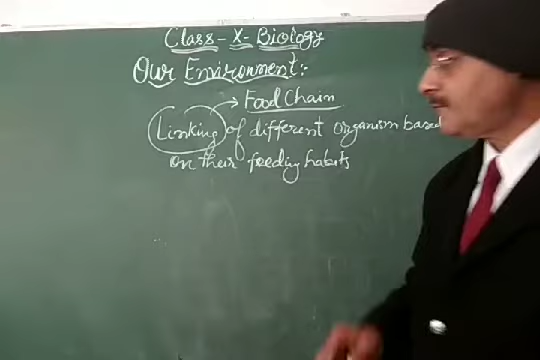 Class - X - Biology
Our Environment :-
→ Food Chain
Linking of different organism based
on their feeding habits